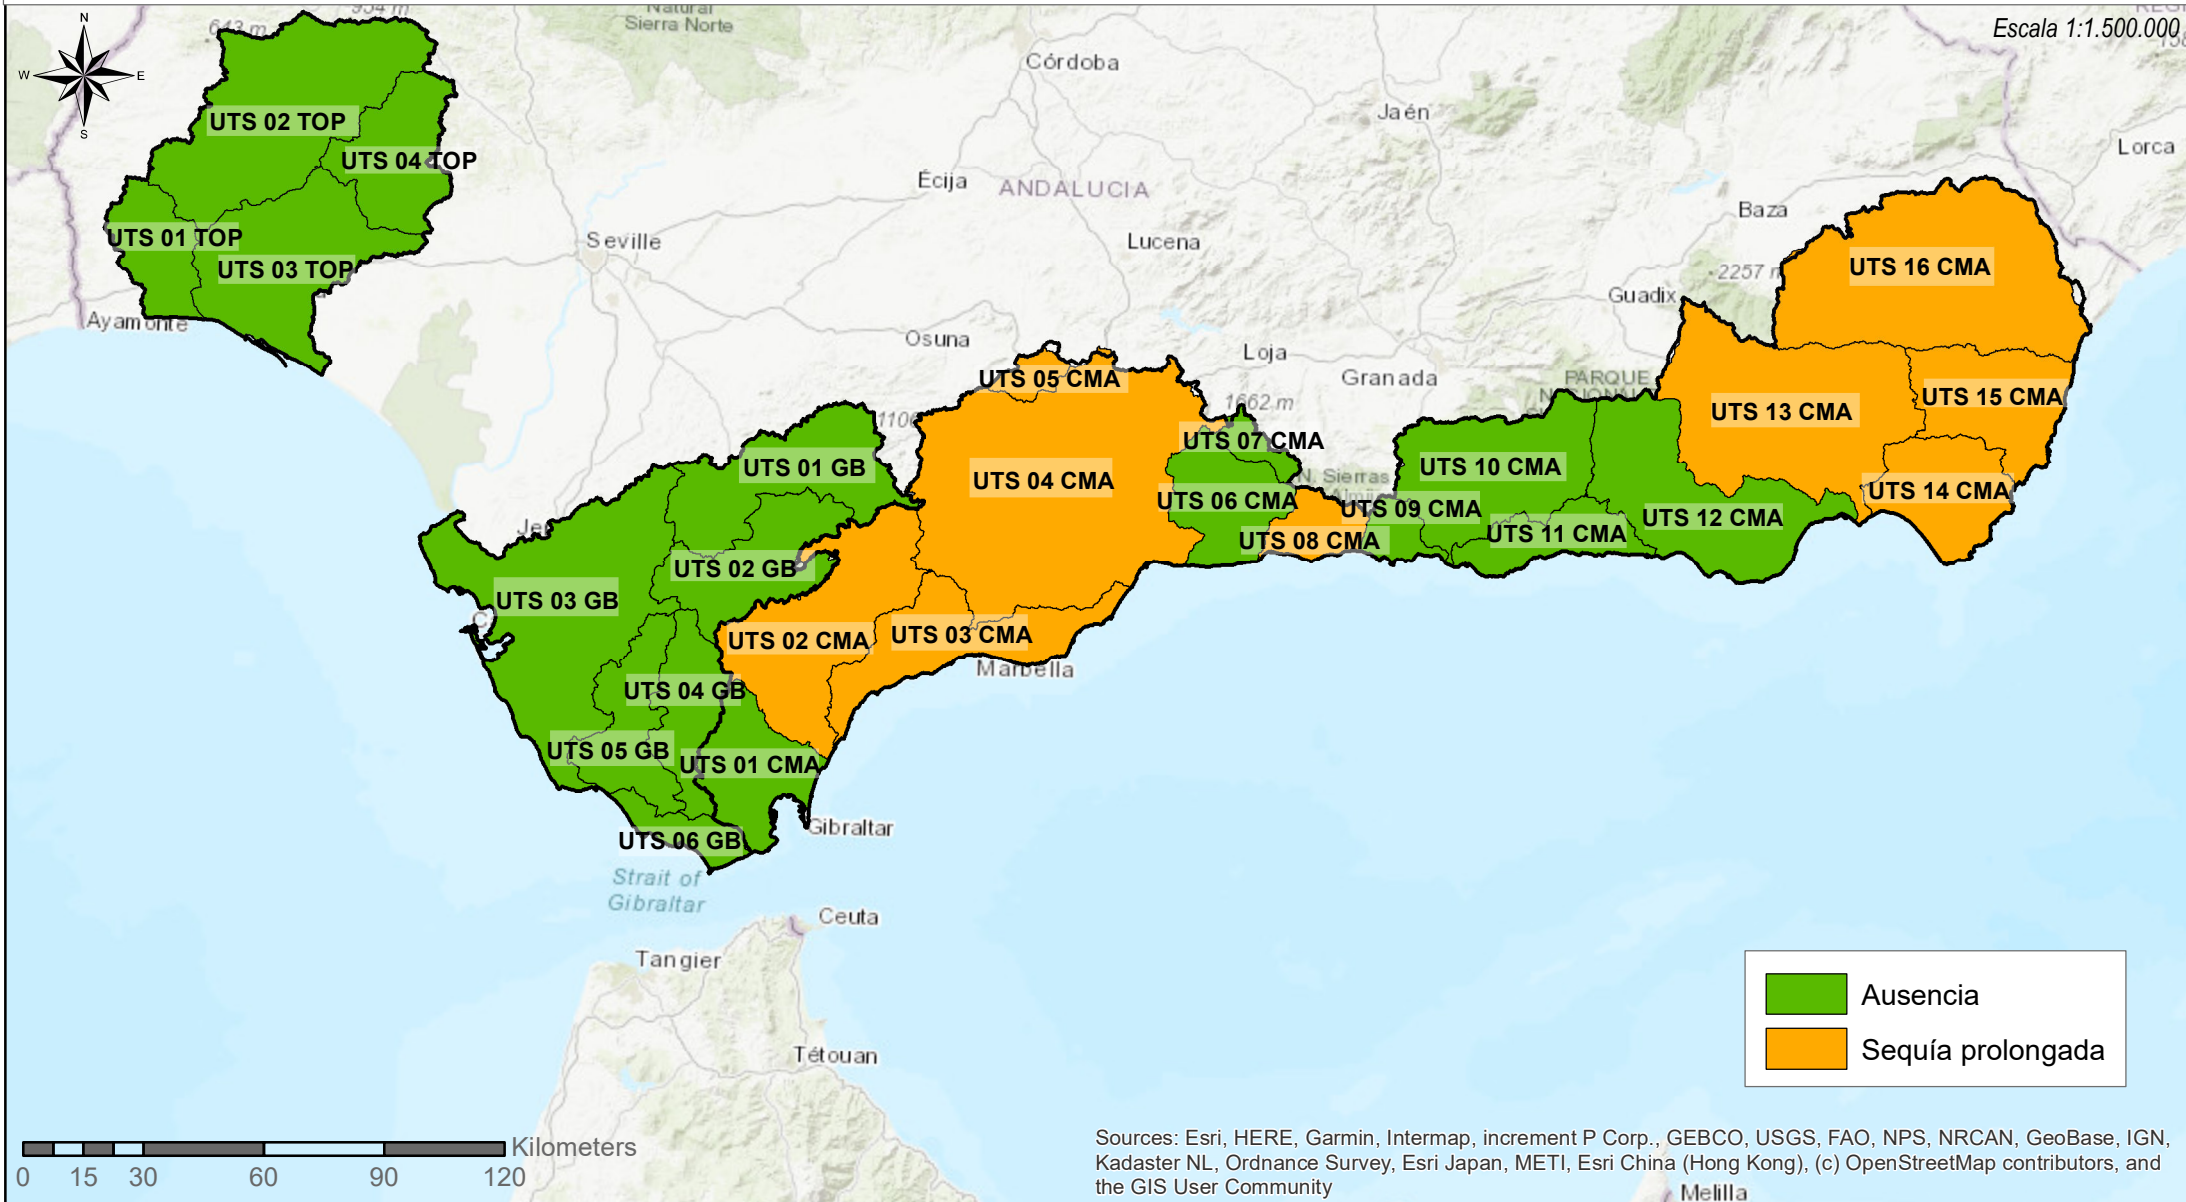 Escala 1:1.500.000
N
W
E
S
643 m
934 m
Natural
Sierra Norte
Córdoba
Jaén
Lorca
UTS 02 TOP
UTS 04 TOP
Écija
ANDALUCIA
Baza
UTS 01 TOP
UTS 03 TOP
Seville
Lucena
2257 m
UTS 16 CMA
Guadix
Ayamonte
Osuna
Loja
Granada
PARQUE
UTS 05 CMA
1662 m
UTS 13 CMA
UTS 15 CMA
UTS 07 CMA
UTS 01 GB
UTS 04 CMA
UTS 10 CMA
N. Sierras
UTS 14 CMA
UTS 06 CMA
UTS 09 CMA
UTS 12 CMA
UTS 11 CMA
UTS 08 CMA
UTS 02 GB
UTS 03 GB
UTS 02 CMA
UTS 03 CMA
Marbella
UTS 04 GB
UTS 05 GB
UTS 01 CMA
Gibraltar
UTS 06 GB
Strait of
Gibraltar
Ceuta
Tangier
Tétouan
Ausencia
Sequía prolongada
Kilometers
0 15 30 60 90 120
Sources: Esri, HERE, Garmin, Intermap, increment P Corp., GEBCO, USGS, FAO, NPS, NRCAN, GeoBase, IGN,
Kadaster NL, Ordnance Survey, Esri Japan, METI, Esri China (Hong Kong), (c) OpenStreetMap contributors, and
the GIS User Community
Melilla